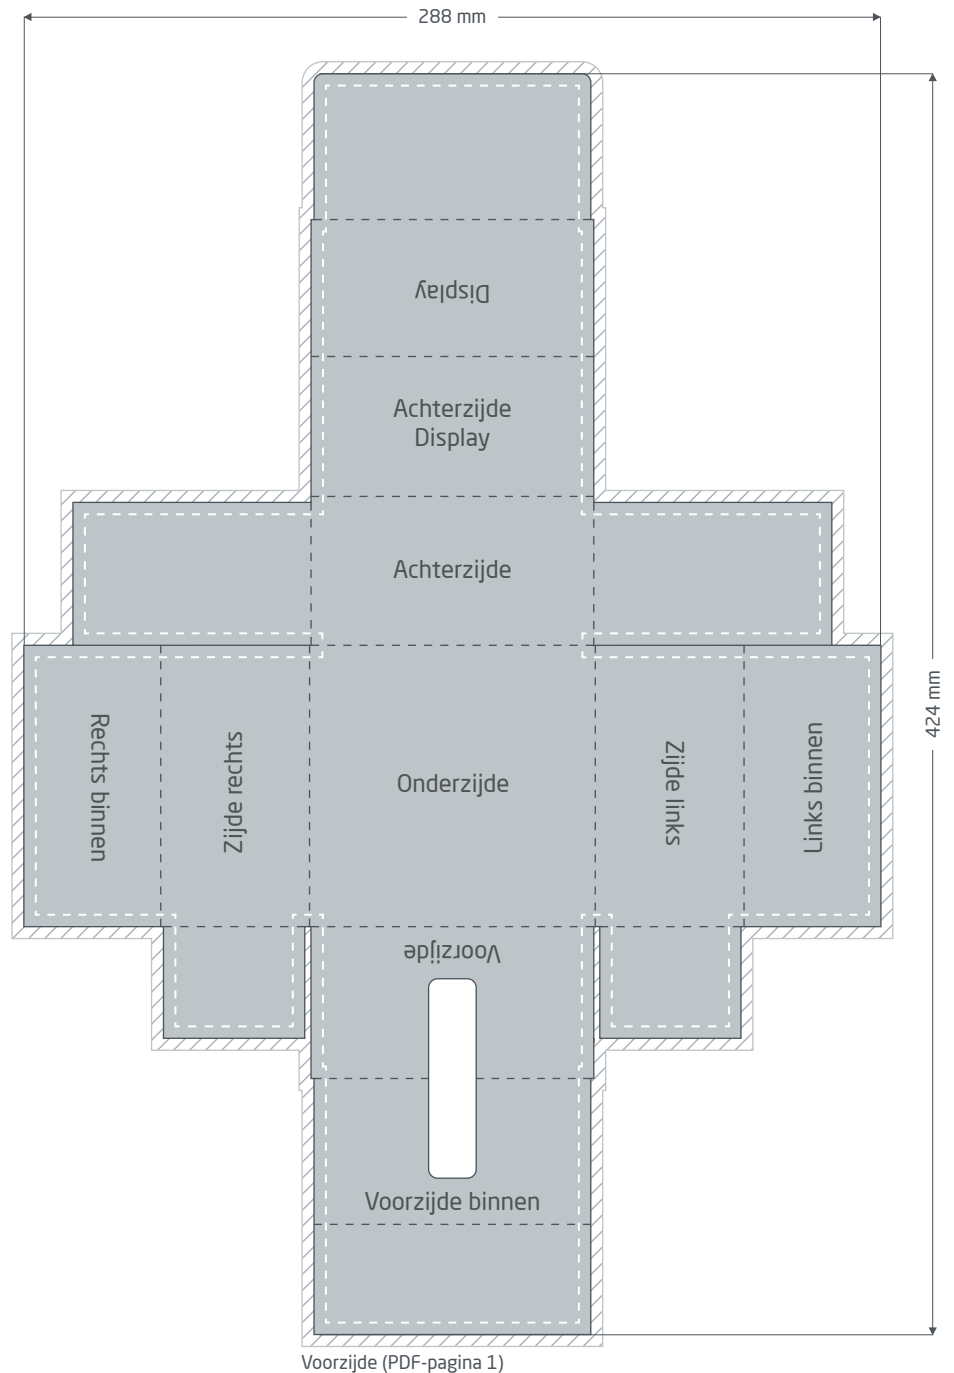 288 mm
Display
Achterzijde
Display
Achterzijde
424 mm
Rechts binnen
Zijde rechts
Onderzijde
Zijde links
Links binnen
Voorzijde
Voorzijde binnen
Voorzijde (PDF-pagina 1)